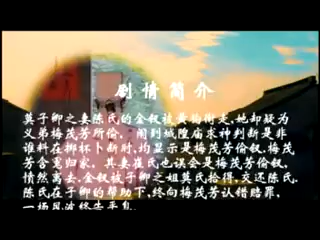 剧情简介
莫子卿之妻陈氏的金钗被黄狗衔走,她却疑为
义弟梅茂芳所偷,闹到城隍庙求神判断是非
谁料在掷杯卜断时,均显示是梅茂芳偷钗,梅茂
芳含冤归家,其妻崔氏也误会是梅茂芳偷钗,
愤然离去,金钗被子卿之姐莫氏拾得,交还陈氏.
陈氏在子卿的帮助下,终向梅茂芳认错赔罪,
一场风波终告平息